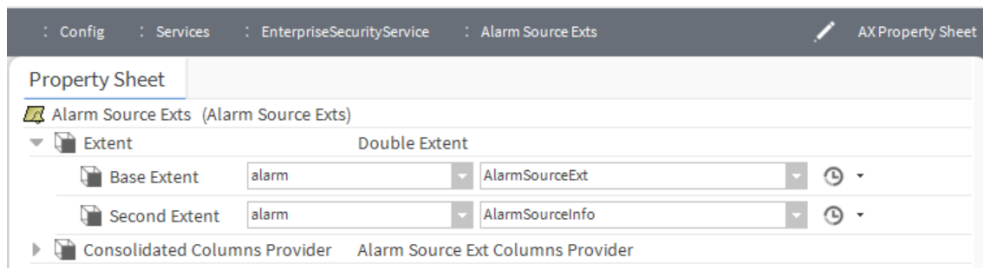 : Config : Services : EnterpriseSecurityService : Alarm Source Exts AX Property Sheet
Property Sheet
Alarm Source Exts (Alarm Source Exts)
Extent Double Extent
Base Extent alarm AlarmSourceExt
Second Extent alarm AlarmSourceInfo
Consolidated Columns Provider Alarm Source Ext Columns Provider